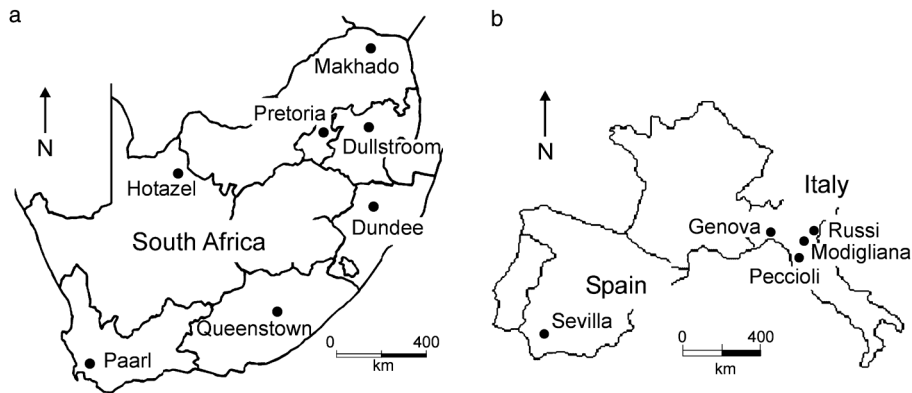 a
Makhado
Pretoria
N
Dullstroom
Hotazel
Dundee
South Africa
Queenstown
0 400
km
Paarl
b
N
Italy
Genova
Russi
Modigliana
Peccioli
Spain
Sevilla
0 400
km